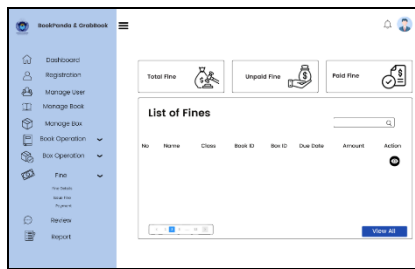 BookPanda & GrabBook
Dashboard
Registration
Manage User
Manage Book
Manage Box
Book Operation
Box Operation
Fine
Payment
Review
Report
Total Fine
Unpaid Fine
Paid Fine
List of Fines
No Name Class Book ID Box ID Due Date Amount Action
View All